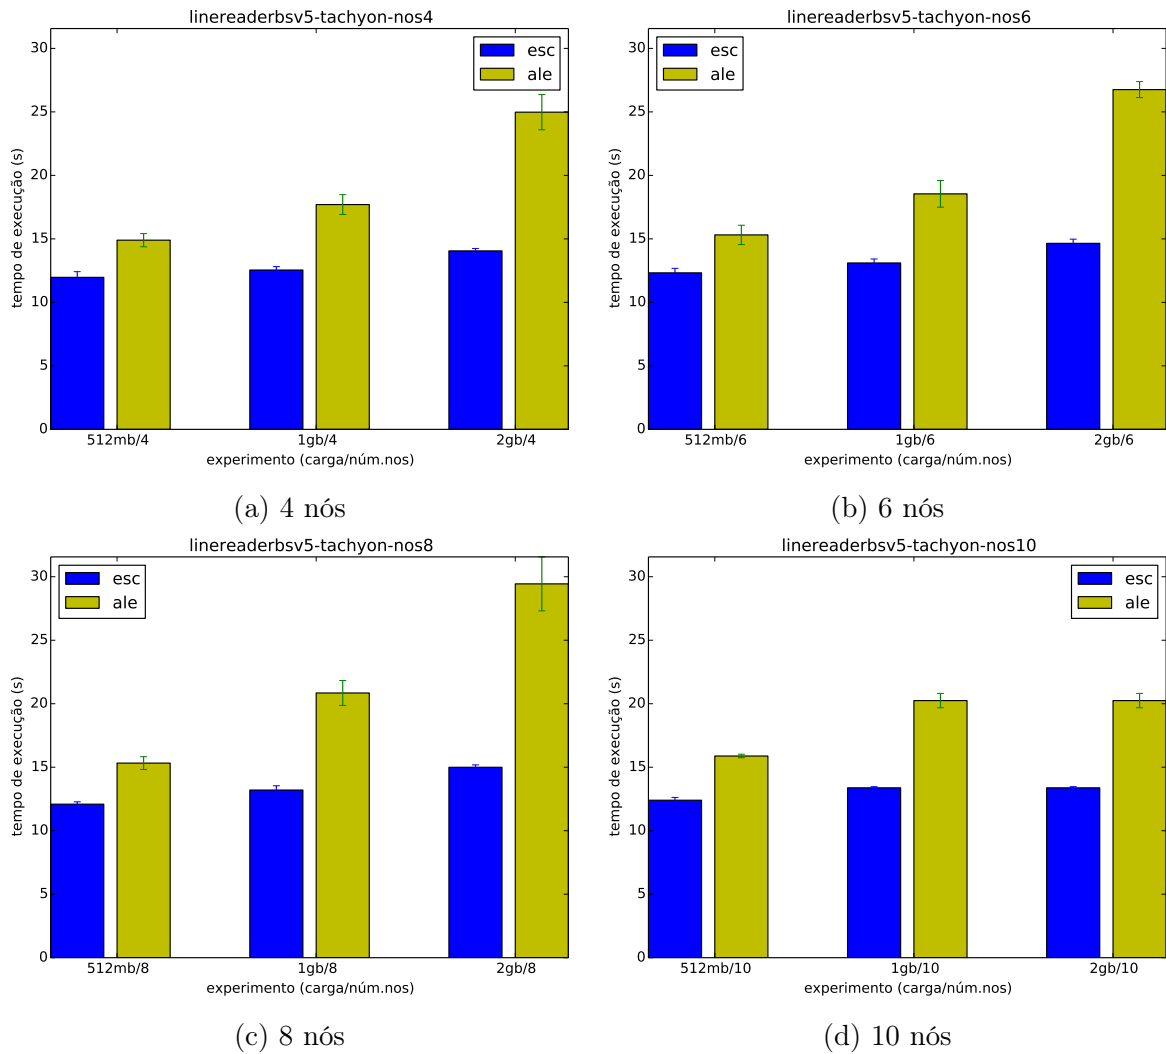 linereaderbsv5-tachyon-nos4
esc
ale
tempo de execução (s)
30
25
20
15
10
5
0
512mb/4 1gb/4 2gb/4
experimento (carga/núm.nos)
(a) 4 nós
linereaderbsv5-tachyon-nos6
esc
ale
tempo de execução (s)
30
25
20
15
10
5
0
512mb/6 1gb/6 2gb/6
experimento (carga/núm.nos)
(b) 6 nós
linereaderbsv5-tachyon-nos8
esc
ale
tempo de execução (s)
30
25
20
15
10
5
0
512mb/8 1gb/8 2gb/8
experimento (carga/núm.nos)
(c) 8 nós
linereaderbsv5-tachyon-nos10
esc
ale
tempo de execução (s)
30
25
20
15
10
5
0
512mb/10 1gb/10 2gb/10
experimento (carga/núm.nos)
(d) 10 nós